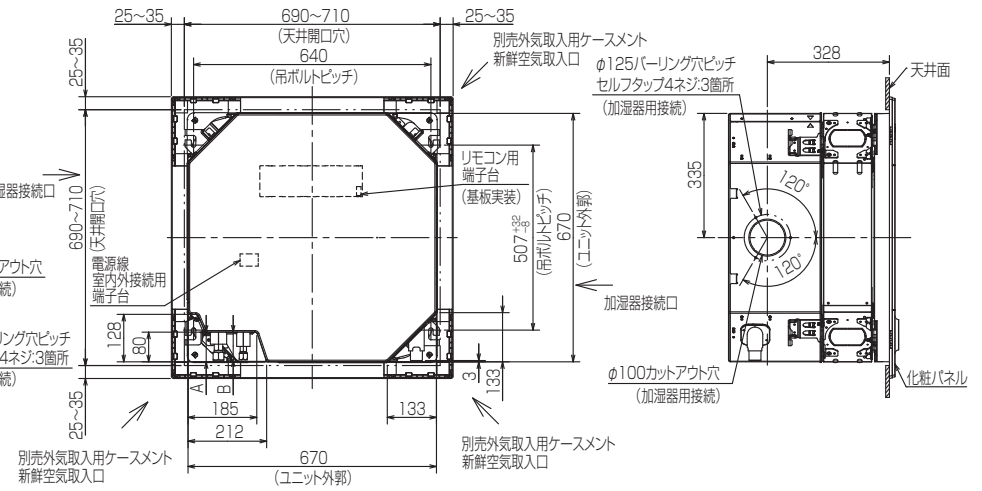 25~35
690~710
(天井開口穴)
25~35
640
(吊ボルトピッチ)
別売外気取入用ケースメント
新鮮空気取入口
25~35
湿器接続口
690~710
(天井開口穴)
アウト穴
続)
リング穴ピッチ
4ネジ:3箇所
続)
リモコン用
端子台
(基板実装)
電源線
室内外接続用
端子台
507 +32 -8
(吊ボルトピッチ)
670
(ユニット外郭)
加湿器接続口
128
80
A
B
25~35
185
212
133
3
133
670
(ユニット外郭)
別売外気取入用ケースメント
新鮮空気取入口
別売外気取入用ケースメント
新鮮空気取入口
φ125バーリング穴ピッチ
セルフタップ4ネジ:3箇所
(加湿器用接続)
328
天井面
335
120°
120°
φ100カットアウト穴
(加湿器用接続)
化粧パネル